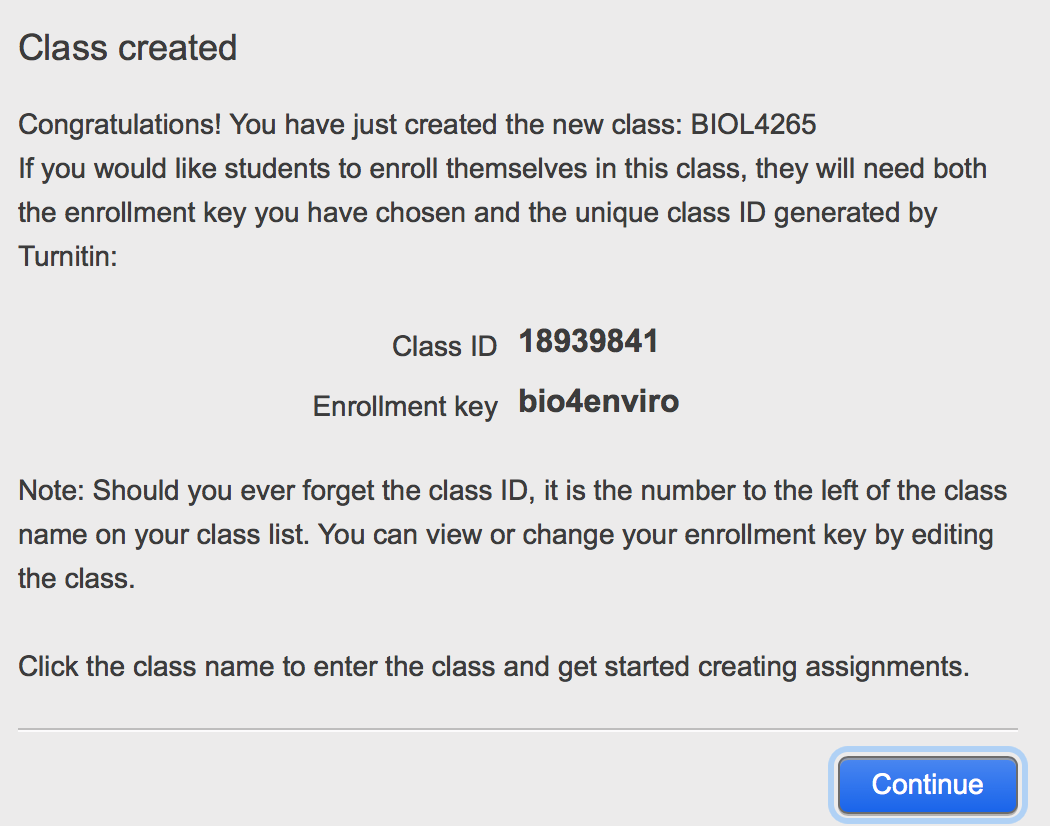 Class created
Congratulations! You have just created the new class: BIOL4265
If you would like students to enroll themselves in this class, they will need both
the enrollment key you have chosen and the unique class ID generated by
Turnitin:
Class ID 18939841
Enrollment key bio4enviro
Note: Should you ever forget the class ID, it is the number to the left of the class
name on your class list. You can view or change your enrollment key by editing
the class.
Click the class name to enter the class and get started creating assignments.
Continue